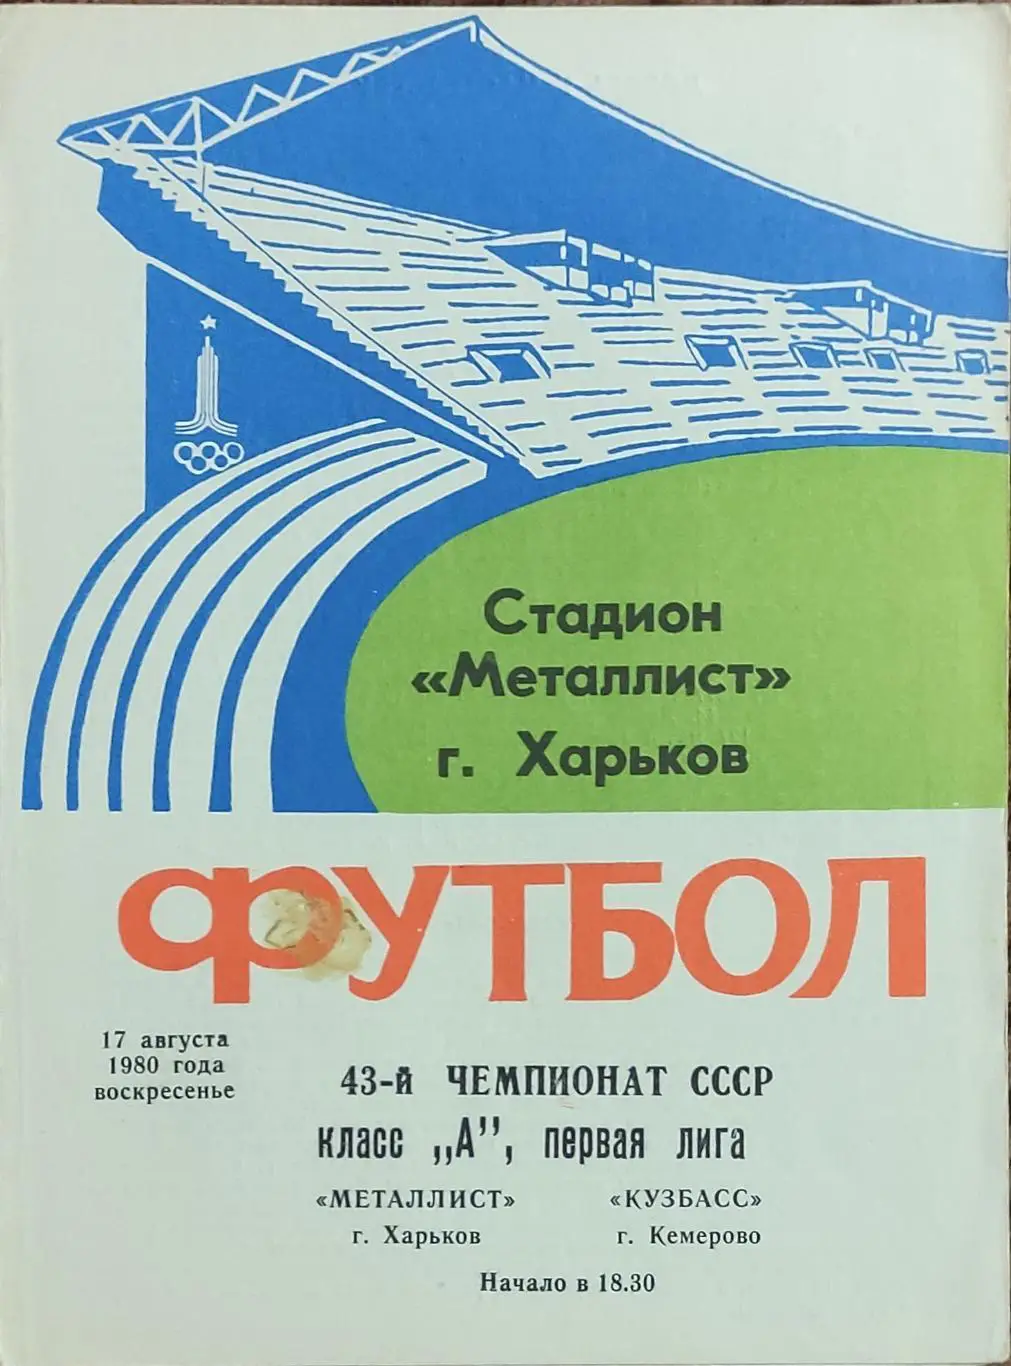 Стадион
«Металлист»
г. Харьков
ФУТБОЛ
17 августа
1980 года
воскресенье
43-й ЧЕМПИОНАТ СССР
класс „А”, первая лига
«МЕТАЛЛИСТ» «КУЗБАСС»
г. Харьков г. Кемерово
Начало в 18.30